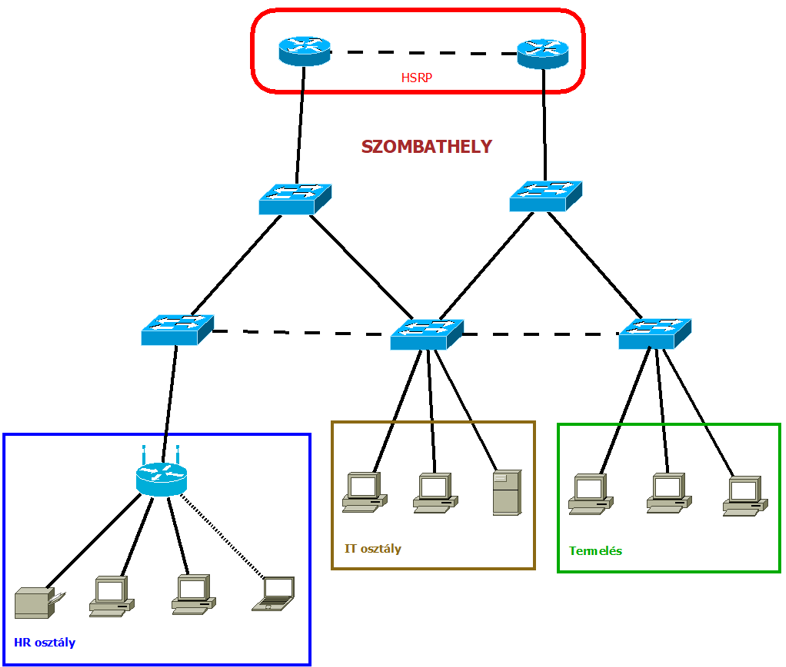 HSRP
SZOMBATHELY
IT osztály
Termelés
HR osztály